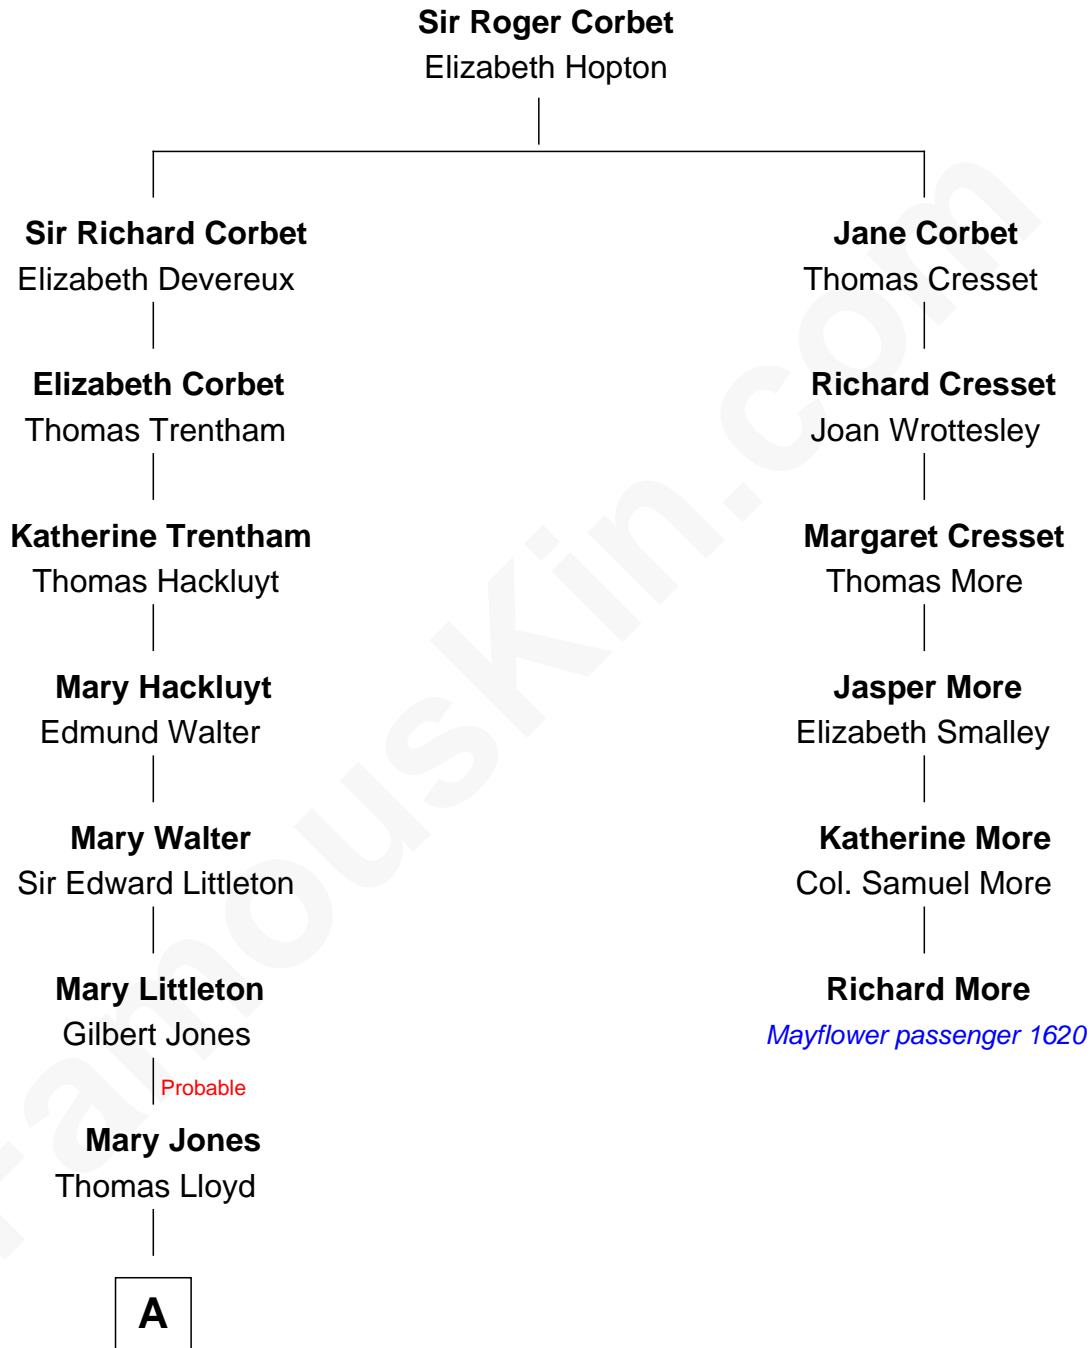 Sir Roger Corbet
Elizabeth Hopton
Sir Richard Corbet
Elizabeth Devereux
Elizabeth Corbet
Thomas Trentham
Katherine Trentham
Thomas Hackluyt
Mary Hackluyt
Edmund Walter
Mary Walter
Sir Edward Littleton
Mary Littleton
Gilbert Jones
Probable
Mary Jones
Thomas Lloyd
A
Jane Corbet
Thomas Cresset
Richard Cresset
Joan Wrottesley
Margaret Cresset
Thomas More
Jasper More
Elizabeth Smalley
Katherine More
Col. Samuel More
Richard More
Mayflower passenger 1620
FamousKin.com